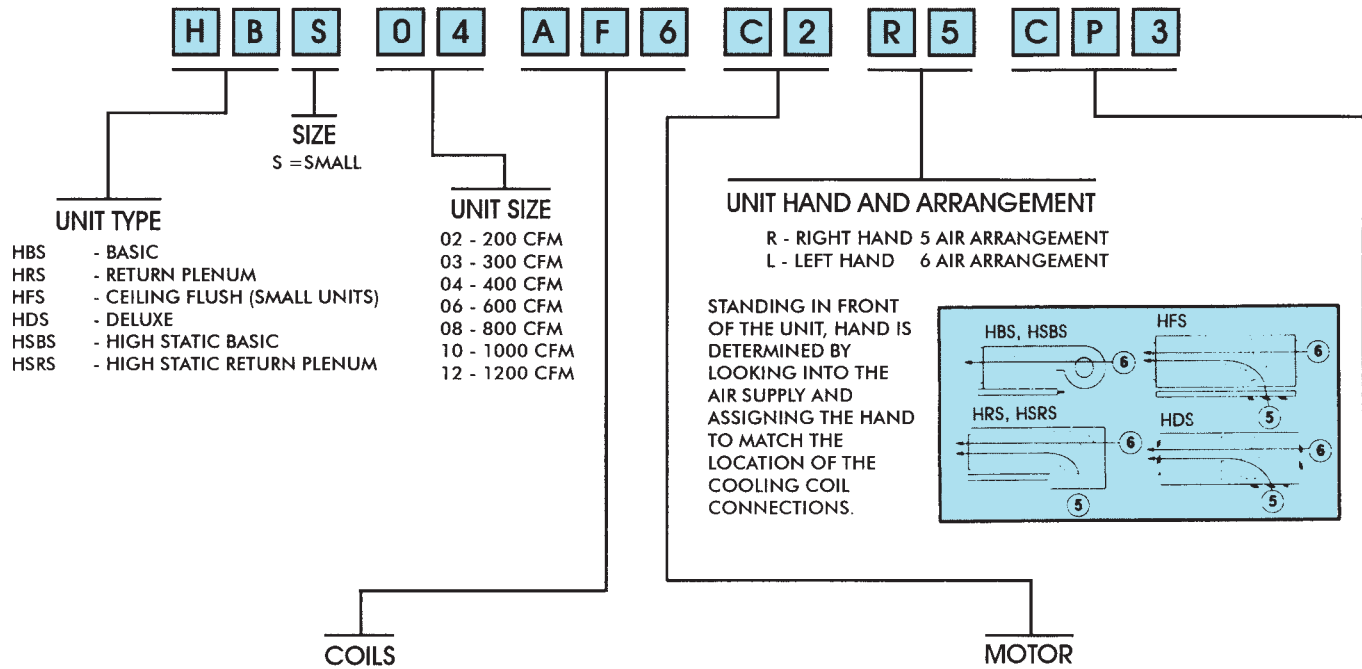 H B S 0 4 A F 6 C 2 R 5 C P 3
SIZE
S =SMALL
UNIT TYPE
HBS - BASIC
HRS - RETURN PLENUM
HFS - CEILING FLUSH (SMALL UNITS)
HDS - DELUXE
HSBS - HIGH STATIC BASIC
HSRS - HIGH STATIC RETURN PLENUM
UNIT SIZE
02 - 200 CFM
03 - 300 CFM
04 - 400 CFM
06 - 600 CFM
08 - 800 CFM
10 - 1000 CFM
12 - 1200 CFM
UNIT HAND AND ARRANGEMENT
R - RIGHT HAND 5 AIR ARRANGEMENT
L - LEFT HAND 6 AIR ARRANGEMENT
STANDING IN FRONT
OF THE UNIT, HAND IS
DETERMINED BY
LOOKING INTO THE
AIR SUPPLY AND
ASSIGNING THE HAND
TO MATCH THE
LOCATION OF THE
COOLING COIL
CONNECTIONS.
HBS, HSBS
6
HFS
6
5
HRS, HSRS
6
5
HDS
6
5
COILS
MOTOR